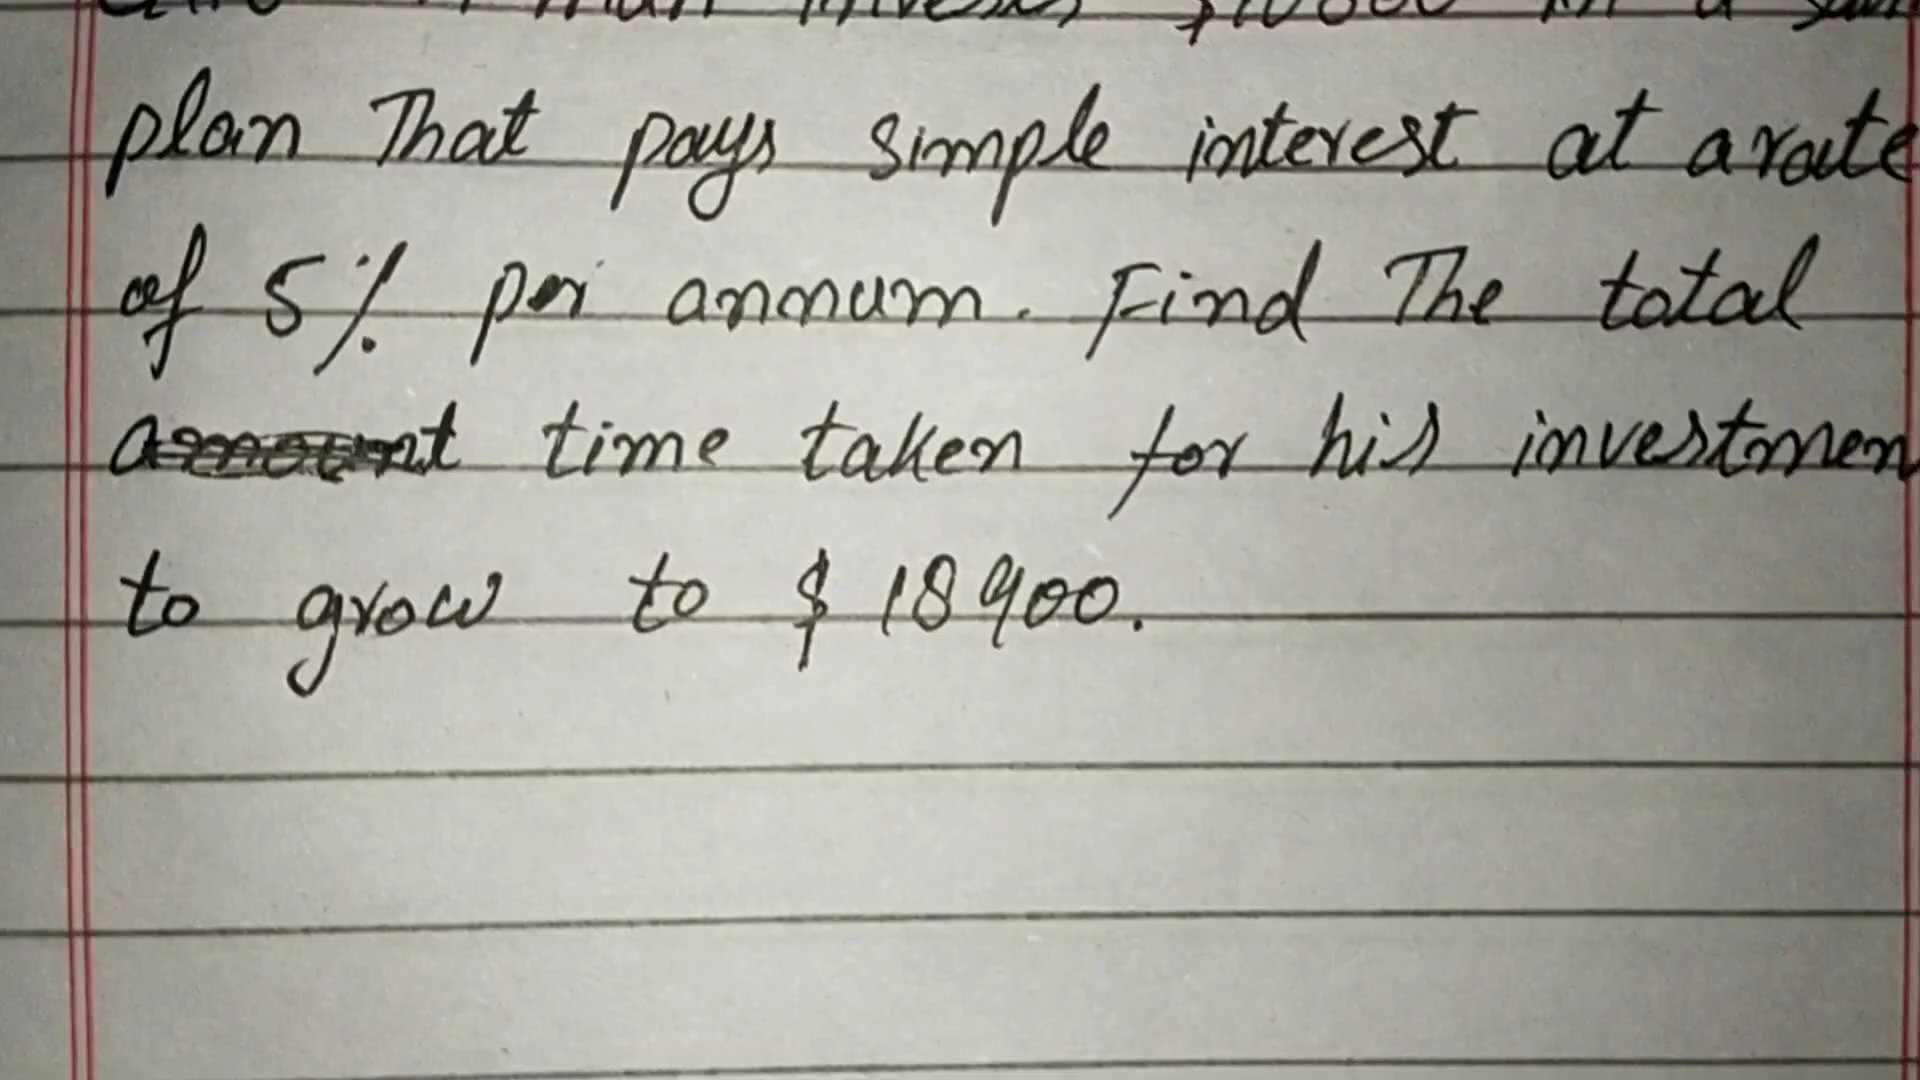 plan That pays simple interest at a rate
of 5% per annum. Find The total
time taken for his investmen
to grow to $ 18900.